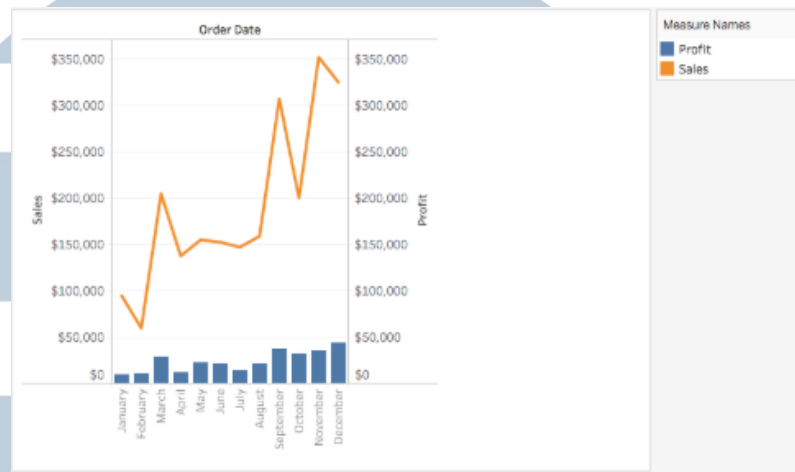 Order Date
Measure Names
Profit
Sales
$350,000
$300,000
$250,000
$200,000
$150,000
$100,000
$50,000
$0
Sales
$350,000
$300,000
$250,000
$200,000
$150,000
$100,000
$50,000
$0
Profit
January
February
March
April
May
June
July
August
September
October
November
December